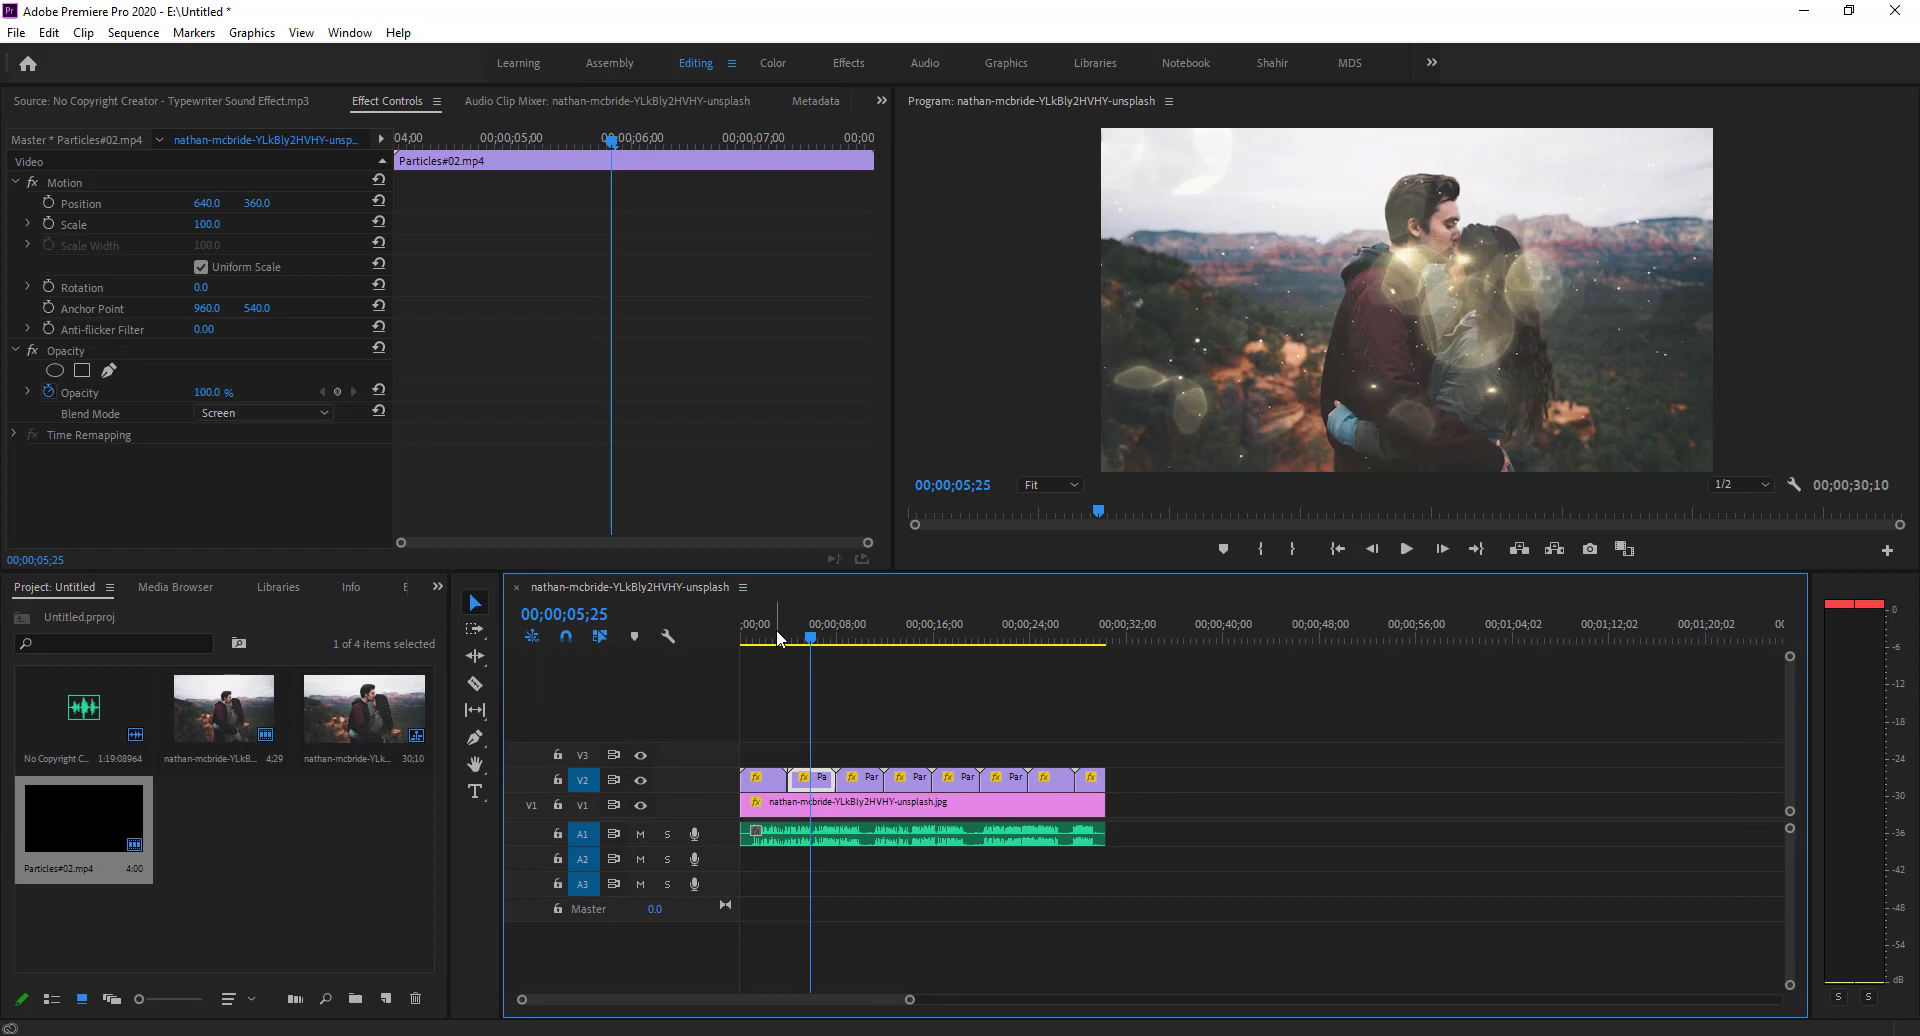 Pr Adobe Premiere Pro 2020 - E:\Untitled *
File Edit Clip Sequence Markers Graphics View Window Help
Learning Assembly Editing Color Effects Audio Graphics Libraries Notebook Shahir MDS
Source: No Copyright Creator - Typewriter Sound Effect.mp3 Effect Controls Audio Clip Mixer: nathan-mcbride-YLkBly2HVHY-unsplash Metadata
Program: nathan-mcbride-YLkBly2HVHY-unsplash
Master * Particles#02.mp4 nathan-mcbride-YLkBly2HVHY-unsp...
04;00 00;00;05;00 00;00;06;00 00;00;07;00 00;00
Video
Particles#02.mp4
fx Motion
Position 640.0 360.0
Scale 100.0
Scale Width 100.0
Uniform Scale
Rotation 0.0
Anchor Point 960.0 540.0
Anti-flicker Filter 0.00
fx Opacity
Opacity 100.0 %
Blend Mode Screen
fx Time Remapping
00;00;05;25
00;00;05;25 Fit 1/2 00;00;30;10
Project: Untitled Media Browser Libraries Info E
Untitled.prproj
1 of 4 items selected
No Copyright C... 1:19:08964
nathan-mcbride-YLkB... 4;29
nathan-mcbride-YLk... 30;10
Particles#02.mp4 4:00
nathan-mcbride-YLkBly2HVHY-unsplash
00;00;05;25
;00;00 00;00;08;00 00;00;16;00 00;00;24;00 00;00;32;00 00;00;40;00 00;00;48;00 00;00;56;00 00;01;04;02 00;01;12;02 00;01;20;02 00
V3
V2 fx fx Pa fx Par fx Par fx Par fx Par fx fx
V1 V1 fx nathan-mcbride-YLkBly2HVHY-unsplash.jpg
A1 M S fx
A2 M S
A3 M S
Master 0.0
0
-6
-12
-18
-24
-30
-36
-42
-48
-54
dB
S S